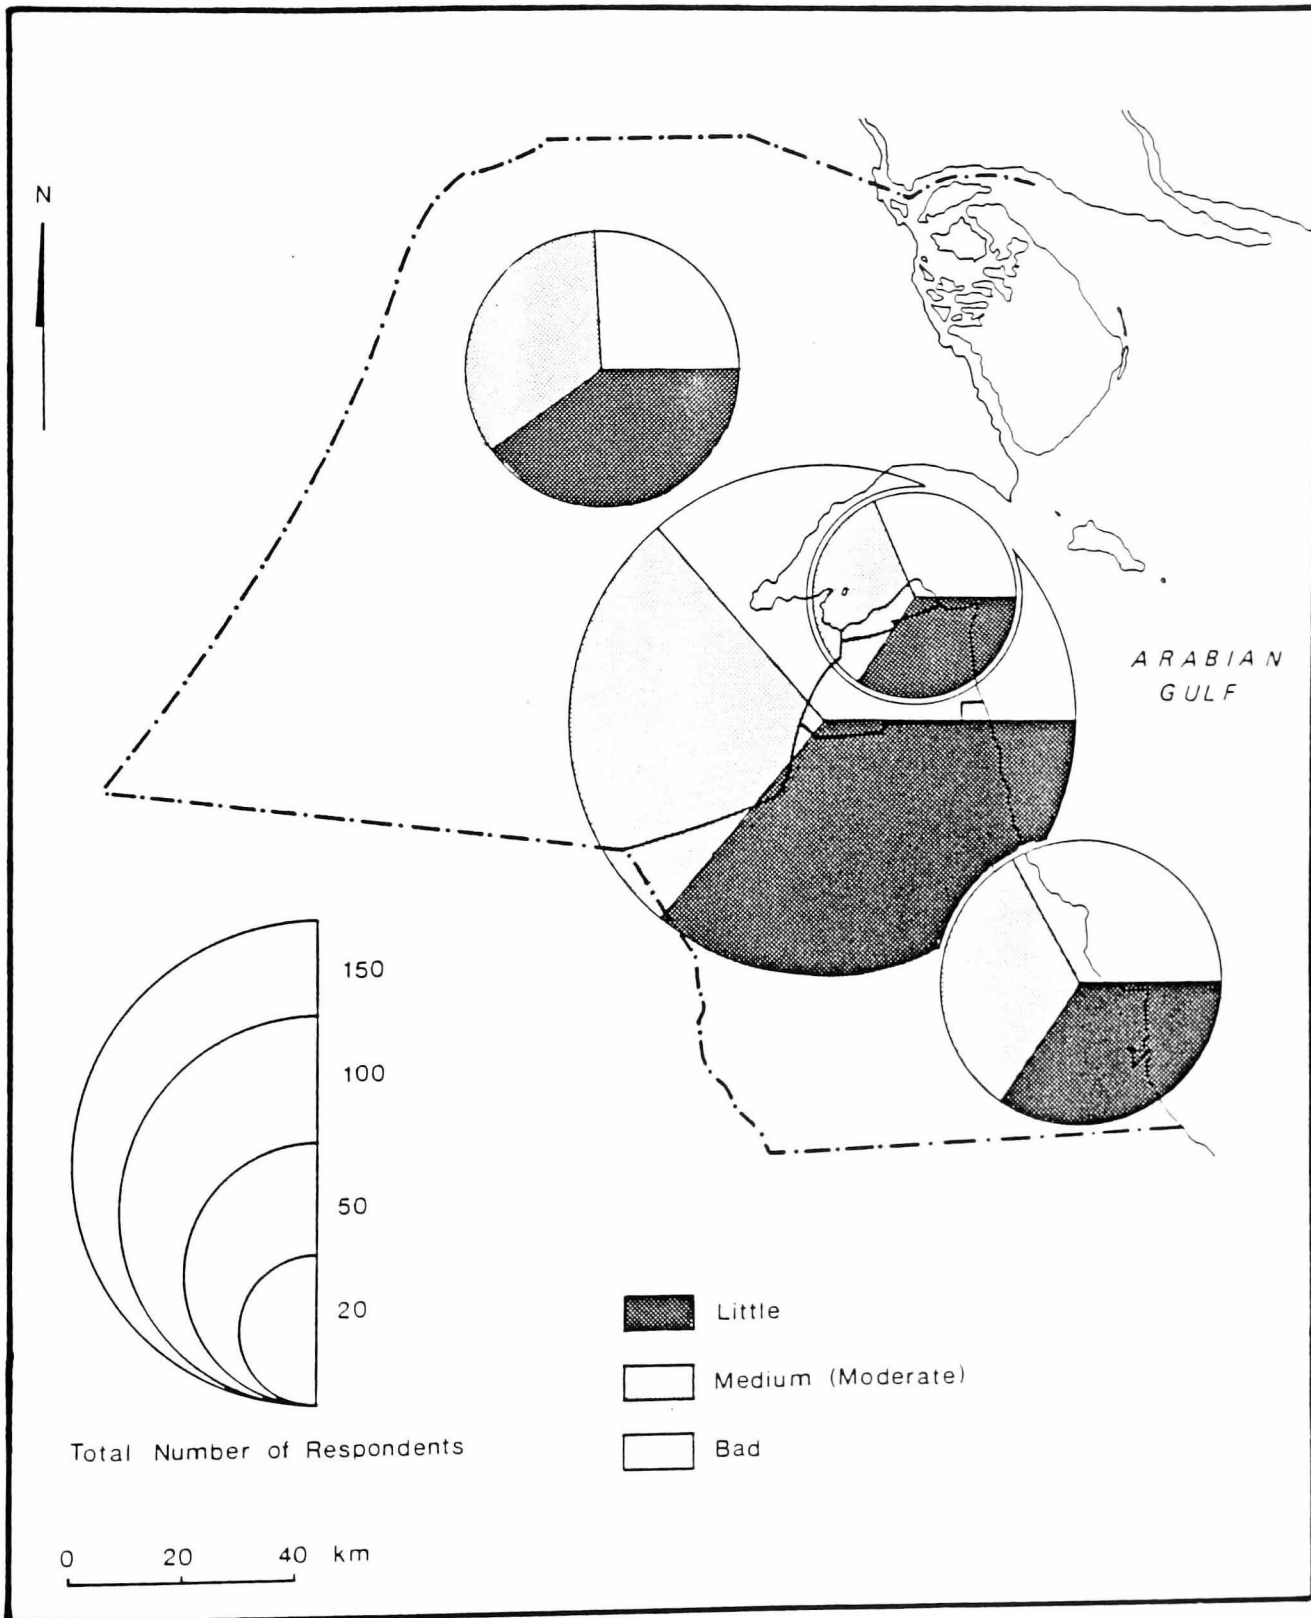 N
ARABIAN
GULF
150
100
50
20
Total Number of Respondents
Little
Medium (Moderate)
Bad
0 20 40 km